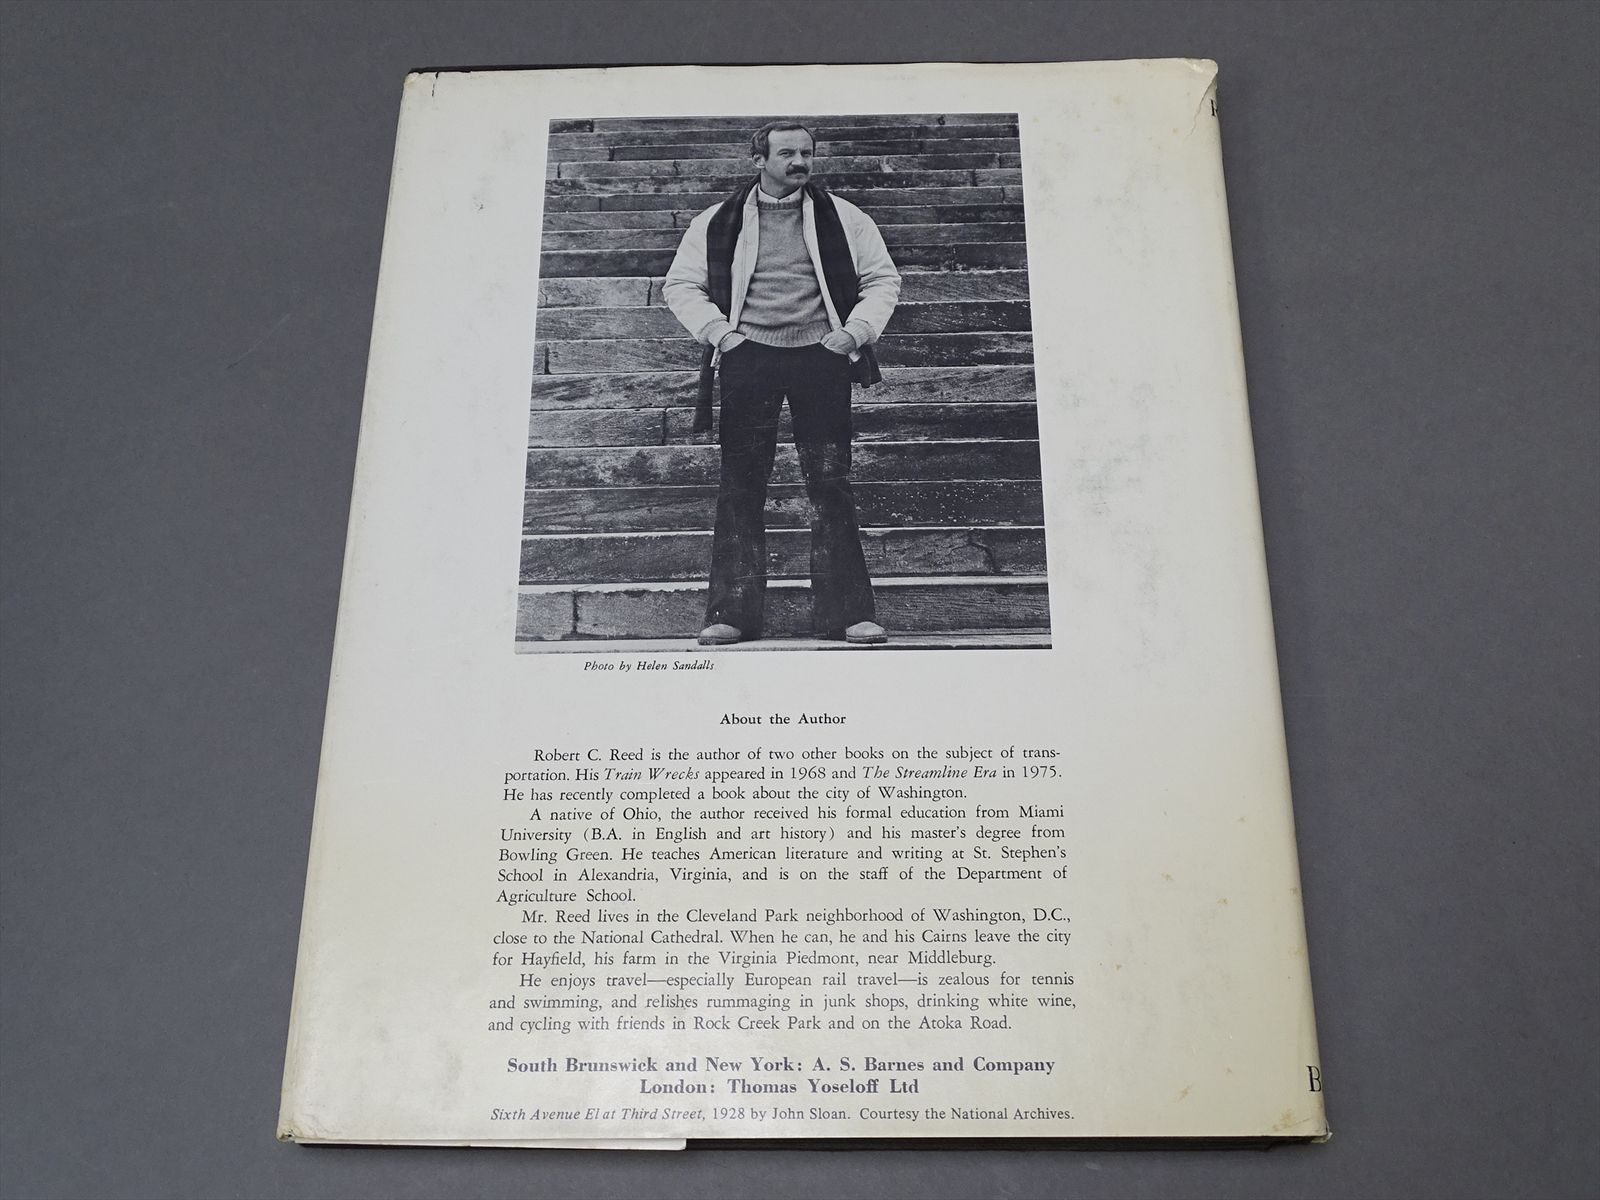 Photo by Helen Sandalls
About the Author
Robert C. Reed is the author of two other books on the subject of trans-
portation. His Train Wrecks appeared in 1968 and The Streamline Era in 1975.
He has recently completed a book about the city of Washington.
A native of Ohio, the author received his formal education from Miami
University (B.A. in English and art history) and his master's degree from
Bowling Green. He teaches American literature and writing at St. Stephen's
School in Alexandria, Virginia, and is on the staff of the Department of
Agriculture School.
Mr. Reed lives in the Cleveland Park neighborhood of Washington, D.C.,
close to the National Cathedral. When he can, he and his Cairns leave the city
for Hayfield, his farm in the Virginia Piedmont, near Middleburg.
He enjoys travel—especially European rail travel—is zealous for tennis
and swimming, and relishes rummaging in junk shops, drinking white wine,
and cycling with friends in Rock Creek Park and on the Atoka Road.
South Brunswick and New York: A. S. Barnes and Company
London: Thomas Yoseloff Ltd
Sixth Avenue El at Third Street, 1928 by John Sloan. Courtesy the National Archives.
B